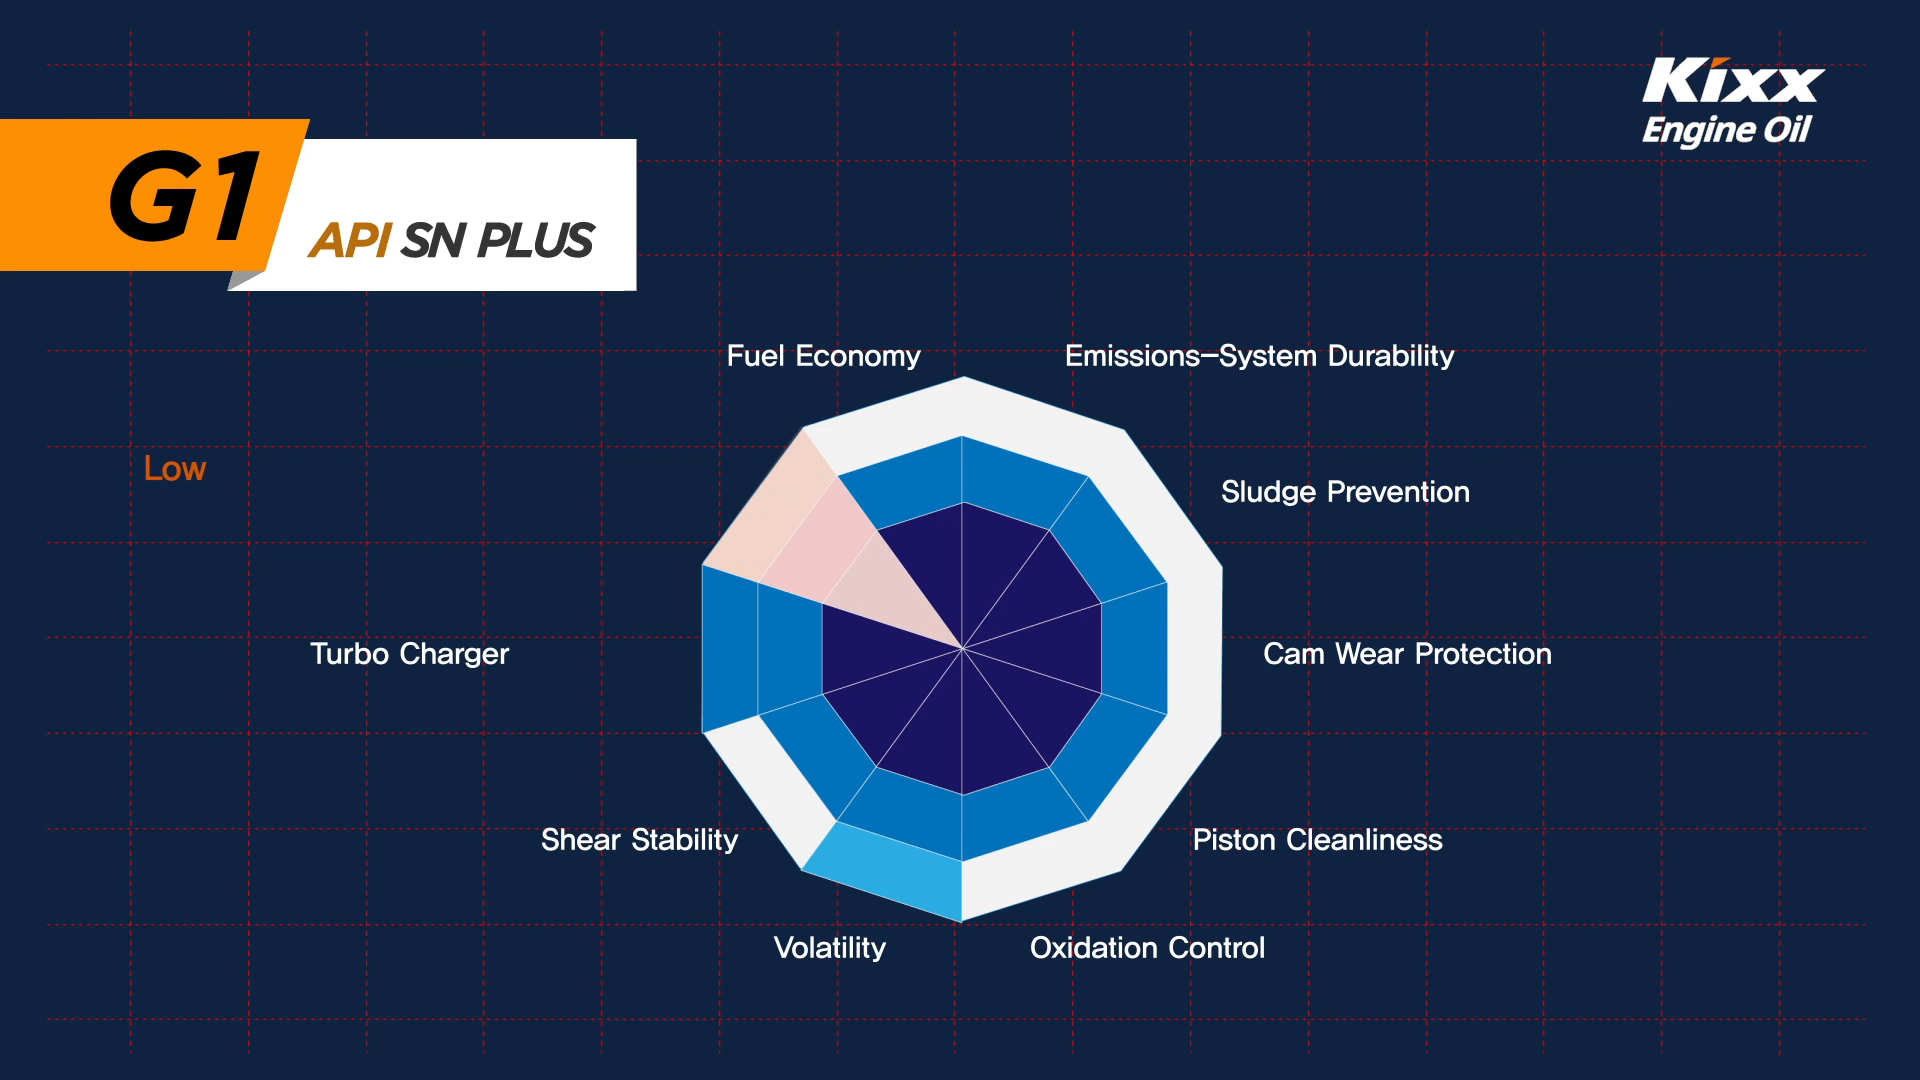 Kixx
Engine Oil
G1
API SN PLUS
Fuel Economy
Emissions-System Durability
Low
Sludge Prevention
Turbo Charger
Cam Wear Protection
Shear Stability
Piston Cleanliness
Volatility
Oxidation Control